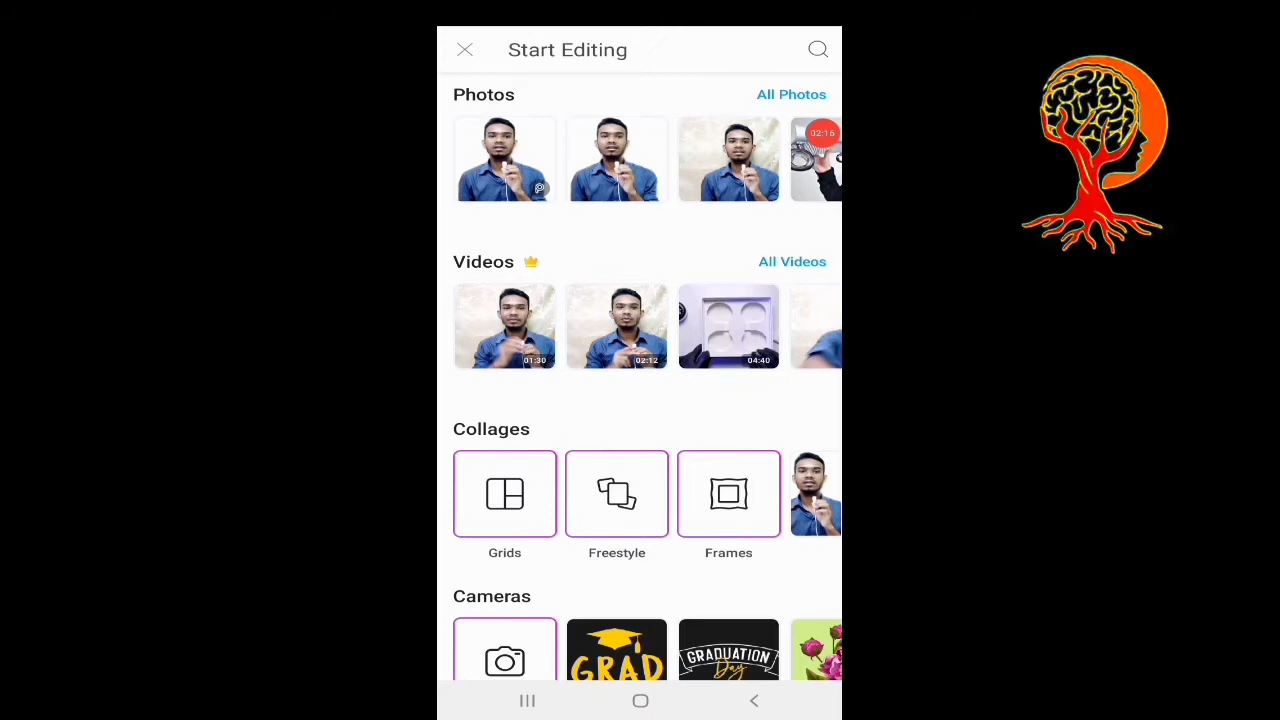 Start Editing
Photos
All Photos
02:16
Videos
All Videos
01:30
02:12
04:40
Collages
Grids
Freestyle
Frames
Cameras
GRAD
GRADUATION
Day